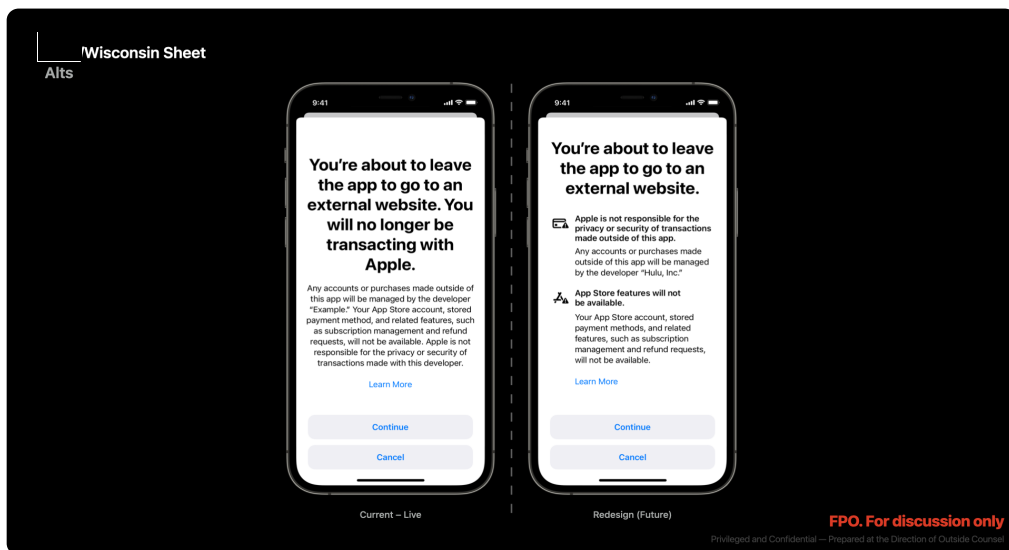 /Wisconsin Sheet
Alts
9:41
You're about to leave
the app to go to an
external website. You
will no longer be
transacting with
Apple.
Any accounts or purchases made outside of
this app will be managed by the developer
“Example.” Your App Store account, stored
payment method, and related features, such
as subscription management and refund
requests, will not be available. Apple is not
responsible for the privacy or security of
transactions made with this developer.
Learn More
Continue
Cancel
Current – Live
9:41
You're about to leave
the app to go to an
external website.
Apple is not responsible for the
privacy or security of transactions
made outside of this app.
Any accounts or purchases made
outside of this app will be managed
by the developer “Hulu, Inc.”
App Store features will not
be available.
Your App Store account, stored
payment methods, and related
features, such as subscription
management and refund requests,
will not be available.
Learn More
Continue
Cancel
Redesign (Future)
FPO. For discussion only
Privileged and Confidential — Prepared at the Direction of Outside Counsel